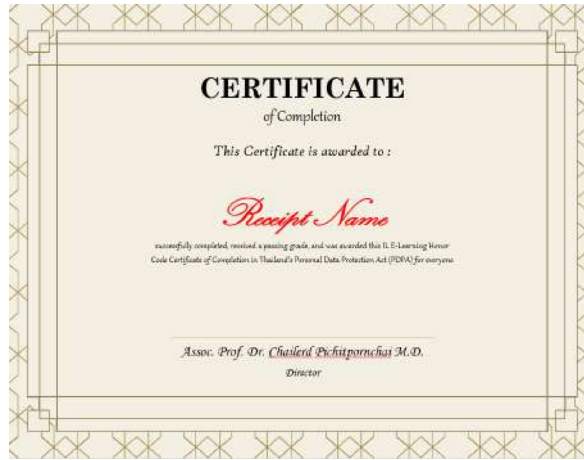 CERTIFICATE
of Completion
This Certificate is awarded to :
Receipt Name
successfully completed, received a passing grade, and was awarded this IL E-Learning Honor
Code Certificate of Completion in Thailand's Personal Data Protection Act (PDPA) for everyone
Assoc. Prof. Dr. Chailerd Pichitpornchai M.D.
Director